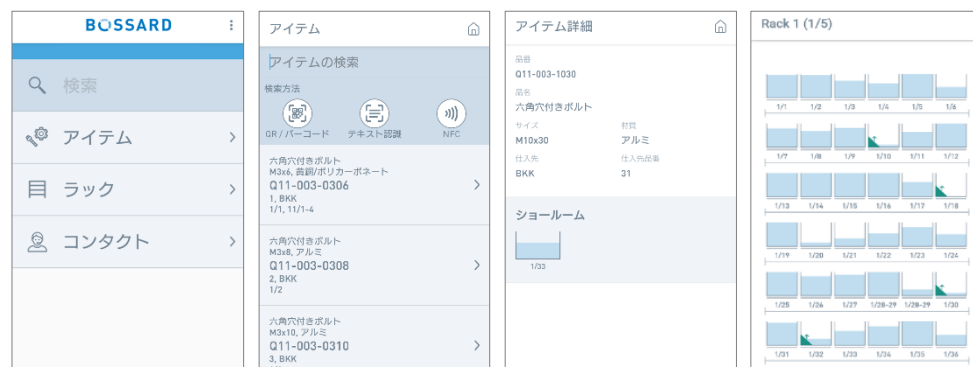 BOSSARD
検索
アイテム
ラック
コンタクト
アイテム
アイテムの検索
検索方法
QR / バーコード テキスト認識 NFC
六角穴付きボルト
M3x6, 黄銅/ポリカーボネート
Q11-003-0306
1, BKK
1/1, 11/1-4
六角穴付きボルト
M3x8, アルミ
Q11-003-0308
2, BKK
1/2
六角穴付きボルト
M3x10, アルミ
Q11-003-0310
3, BKK
アイテム詳細
品番
Q11-003-1030
品名
六角穴付きボルト
サイズ 材質
M10x30 アルミ
仕入先 仕入先品番
BKK 31
ショールーム
1/33
Rack 1 (1/5)
1/1 1/2 1/3 1/4 1/5 1/6
1/7 1/8 1/9 1/10 1/11 1/12
1/13 1/14 1/15 1/16 1/17 1/18
1/19 1/20 1/21 1/22 1/23 1/24
1/25 1/26 1/27 1/28-29 1/28-29 1/30
1/31 1/32 1/33 1/34 1/35 1/36